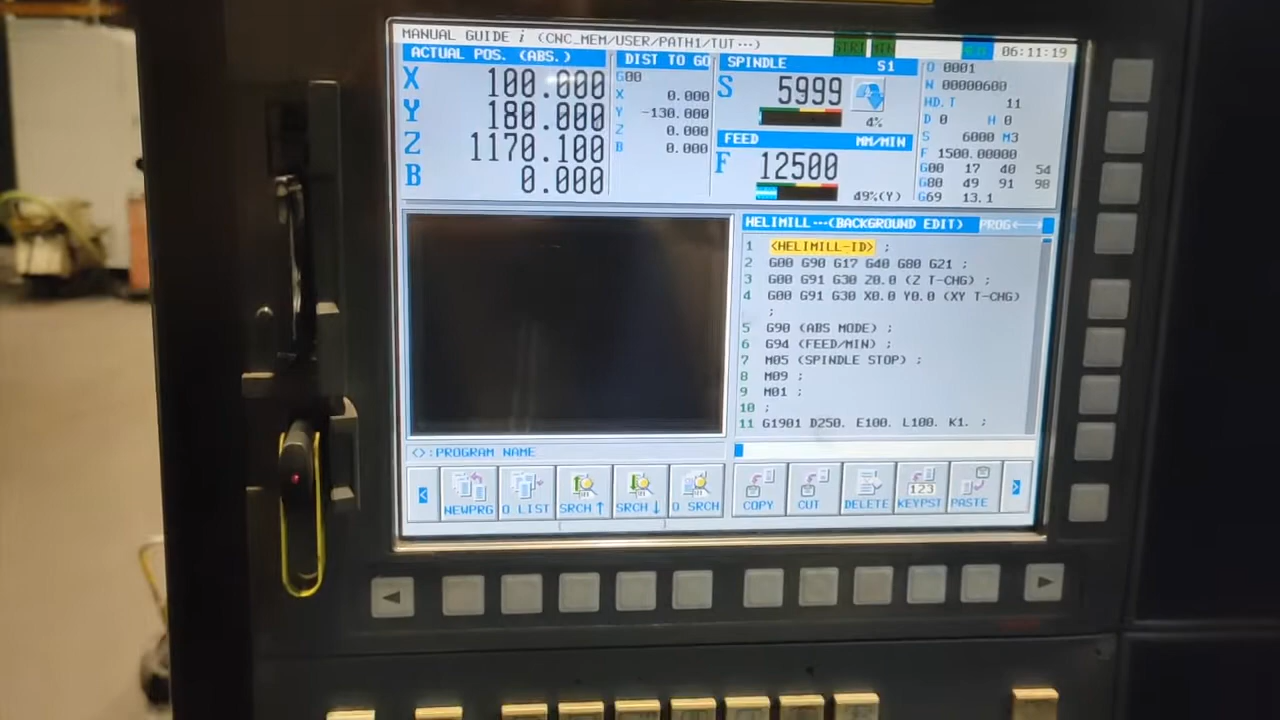 MANUAL GUIDE i (CNC_MEM/USER/PATH1/TUT···)
STRT MTN
06:11:19
ACTUAL POS. (ABS.)
X 100.000
Y 180.000
Z 1170.100
B 0.000
DIST TO GO
G00
X 0.000
Y -130.000
Z 0.000
B 0.000
SPINDLE S1
S 5999
4%
FEED MM/MIN
F 12500
49%(Y)
O 0001
N 00000600
HD.T 11
D 0 H 0
S 6000 M3
F 1500.00000
G00 17 40 54
G80 49 91 98
G69 13.1
HELIMILL···(BACKGROUND EDIT) PROG
1 <HELIMILL-ID> ;
2 G00 G90 G17 G40 G80 G21 ;
3 G00 G91 G30 Z0.0 (Z T-CHG) ;
4 G00 G91 G30 X0.0 Y0.0 (XY T-CHG)
;
5 G90 (ABS MODE) ;
6 G94 (FEED/MIN) ;
7 M05 (SPINDLE STOP) ;
8 M09 ;
9 M01 ;
10 ;
11 G1901 D250. E100. L100. K1. ;
<>:PROGRAM NAME
< NEWPRG O LIST SRCH↑ SRCH↓ O SRCH COPY CUT DELETE KEYPST PASTE >